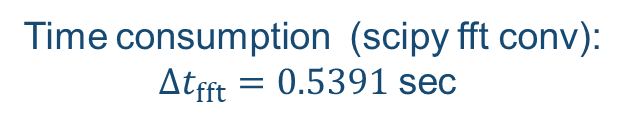 Time consumption (scipy fft conv):
Δt_fft = 0.5391 sec